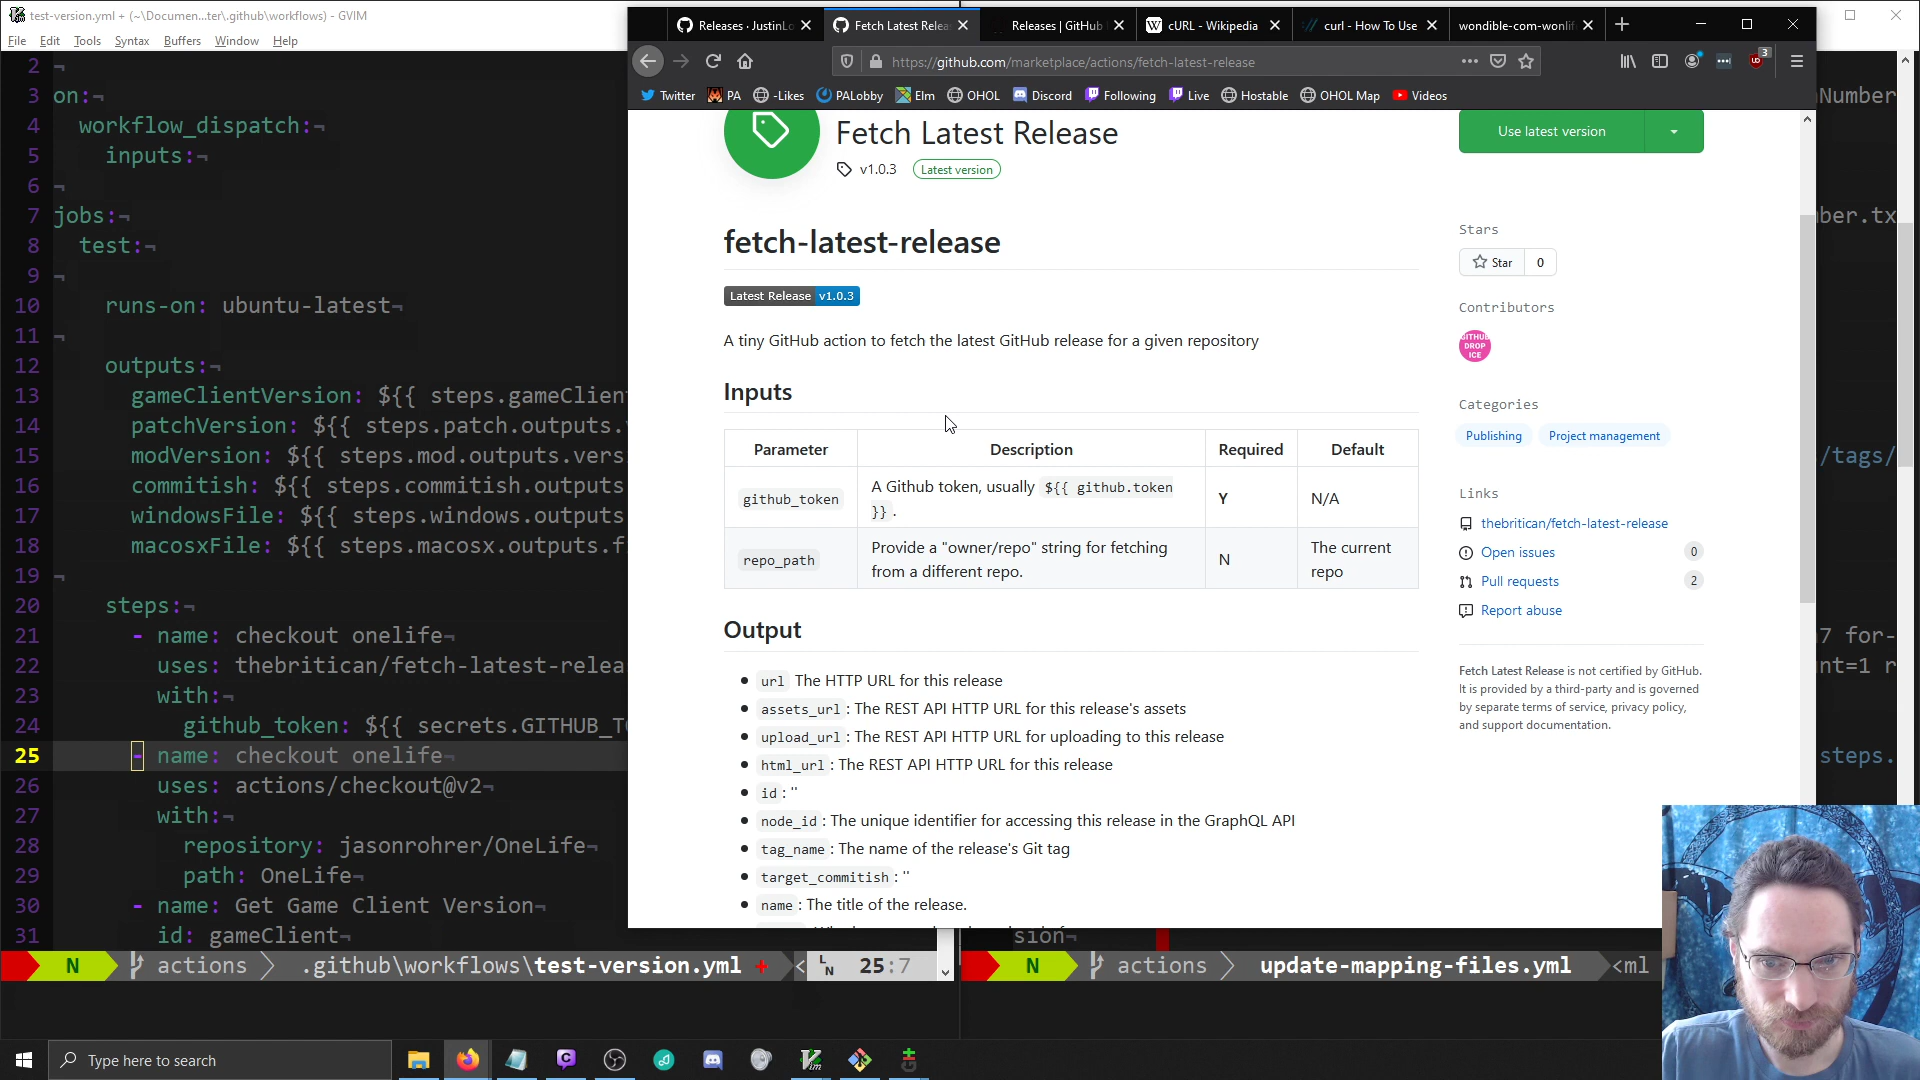 test-version.yml + (~\Documen...ter\.github\workflows) - GVIM
File Edit Tools Syntax Buffers Window Help
2 ¬
3 on:¬
4 workflow_dispatch:¬
5 inputs:¬
6 ¬
7 jobs:¬
8 test:¬
9 ¬
10 runs-on: ubuntu-latest¬
11 ¬
12 outputs:¬
13 gameClientVersion: ${{ steps.gameClien
14 patchVersion: ${{ steps.patch.outputs.
15 modVersion: ${{ steps.mod.outputs.vers
16 commitish: ${{ steps.commitish.outputs
17 windowsFile: ${{ steps.windows.outputs
18 macosxFile: ${{ steps.macosx.outputs.f
19 ¬
20 steps:¬
21 - name: checkout onelife¬
22 uses: thebritican/fetch-latest-relea
23 with:¬
24 github_token: ${{ secrets.GITHUB_T
25 - name: checkout onelife¬
26 uses: actions/checkout@v2¬
27 with:¬
28 repository: jasonrohrer/OneLife¬
29 path: OneLife¬
30 - name: Get Game Client Version¬
31 id: gameClient¬
N actions .github\workflows\test-version.yml + < LN 25:7
Releases · JustinLo
Fetch Latest Relea
Releases | GitHub
cURL - Wikipedia
curl - How To Use
wondible-com-wonlif
https://github.com/marketplace/actions/fetch-latest-release
3
Twitter PA -Likes PALobby Elm OHOL Discord Following Live Hostable OHOL Map Videos
Fetch Latest Release
v1.0.3 Latest version
Use latest version
fetch-latest-release
Latest Release v1.0.3
A tiny GitHub action to fetch the latest GitHub release for a given repository
Inputs
Parameter Description Required Default
github_token A Github token, usually ${{ github.token }} . Y N/A
repo_path Provide a "owner/repo" string for fetching from a different repo. N The current repo
Output
url The HTTP URL for this release
assets_url : The REST API HTTP URL for this release's assets
upload_url : The REST API HTTP URL for uploading to this release
html_url : The REST API HTTP URL for this release
id : "
node_id : The unique identifier for accessing this release in the GraphQL API
tag_name : The name of the release's Git tag
target_commitish : "
name : The title of the release.
Stars
Star 0
Contributors
GITHUB
DROP
ICE
Categories
Publishing Project management
Links
thebritican/fetch-latest-release
Open issues 0
Pull requests 2
Report abuse
Fetch Latest Release is not certified by GitHub.
It is provided by a third-party and is governed
by separate terms of service, privacy policy,
and support documentation.
nNumber
ber.tx
/tags/
7 for-
nt=1 r
steps.
sion¬
N actions update-mapping-files.yml <ml
Type here to search